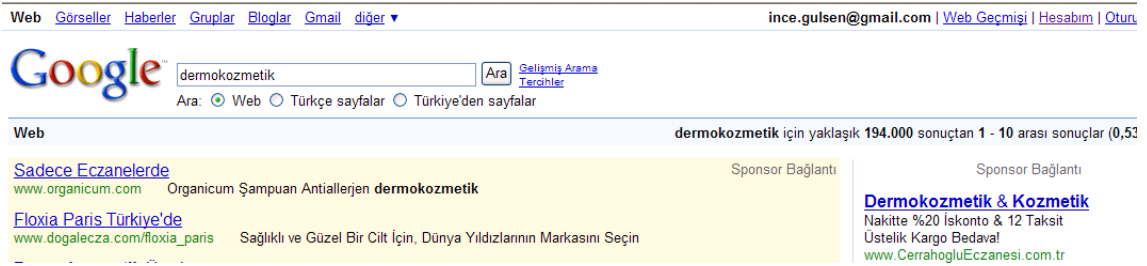 Web Görseller Haberler Gruplar Bloglar Gmail diğer ▼
ince.gulsen@gmail.com | Web Geçmişi | Hesabım |
Google™
dermokozmetik
Ara
Gelişmiş Arama
Tercihler
Ara: Web Türkçe sayfalar Türkiye'den sayfalar
Web
dermokozmetik için yaklaşık 194.000 sonuçtan 1 - 10 arası sonuçlar (0,53
Sadece Eczanelerde
www.organicum.com Organicum Şampuan Antiallerjen dermokozmetik
Floxia Paris Türkiye'de
www.dogalecza.com/floxia_paris Sağlıklı ve Güzel Bir Cilt İçin, Dünya Yıldızlarının Markasını Seçin
Sponsor Bağlantı
Sponsor Bağlantı
Dermokozmetik & Kozmetik
Nakitte %20 İskonto & 12 Taksit
Üstelik Kargo Bedava!
www.CerrahogluEczanesi.com.tr